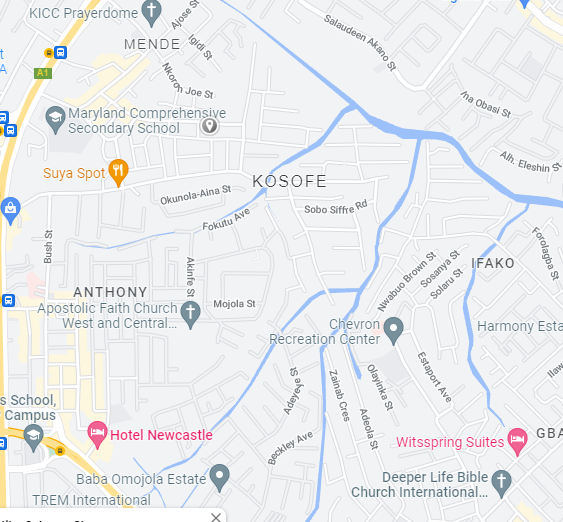 KICC Prayerdome
Ajose St
Salaudeen Akano St
MENDE
Igidi St
A1
Nkoron Joe St
Ina Obasi St
Maryland Comprehensive
Secondary School
Alh. Eleshin St
Suya Spot
KOSOFE
Okunola-Aina St
Sobo Siffre Rd
Fokutu Ave
Bush St
Forolagba St
Akinfe St
Nwabuo Brown St
Sosanya St
Solaru St
IFAKO
ANTHONY
Mojola St
Apostolic Faith Church
West and Central...
Chevron
Recreation Center
Harmony Esta
Ilaw
Estaport Ave
Olayinka St
Zainab Cres
Adeola St
Adeyeye St
s School,
Campus
Hotel Newcastle
Beckley Ave
Witsspring Suites
GBA
Baba Omojola Estate
Deeper Life Bible
Church International...
TREM International